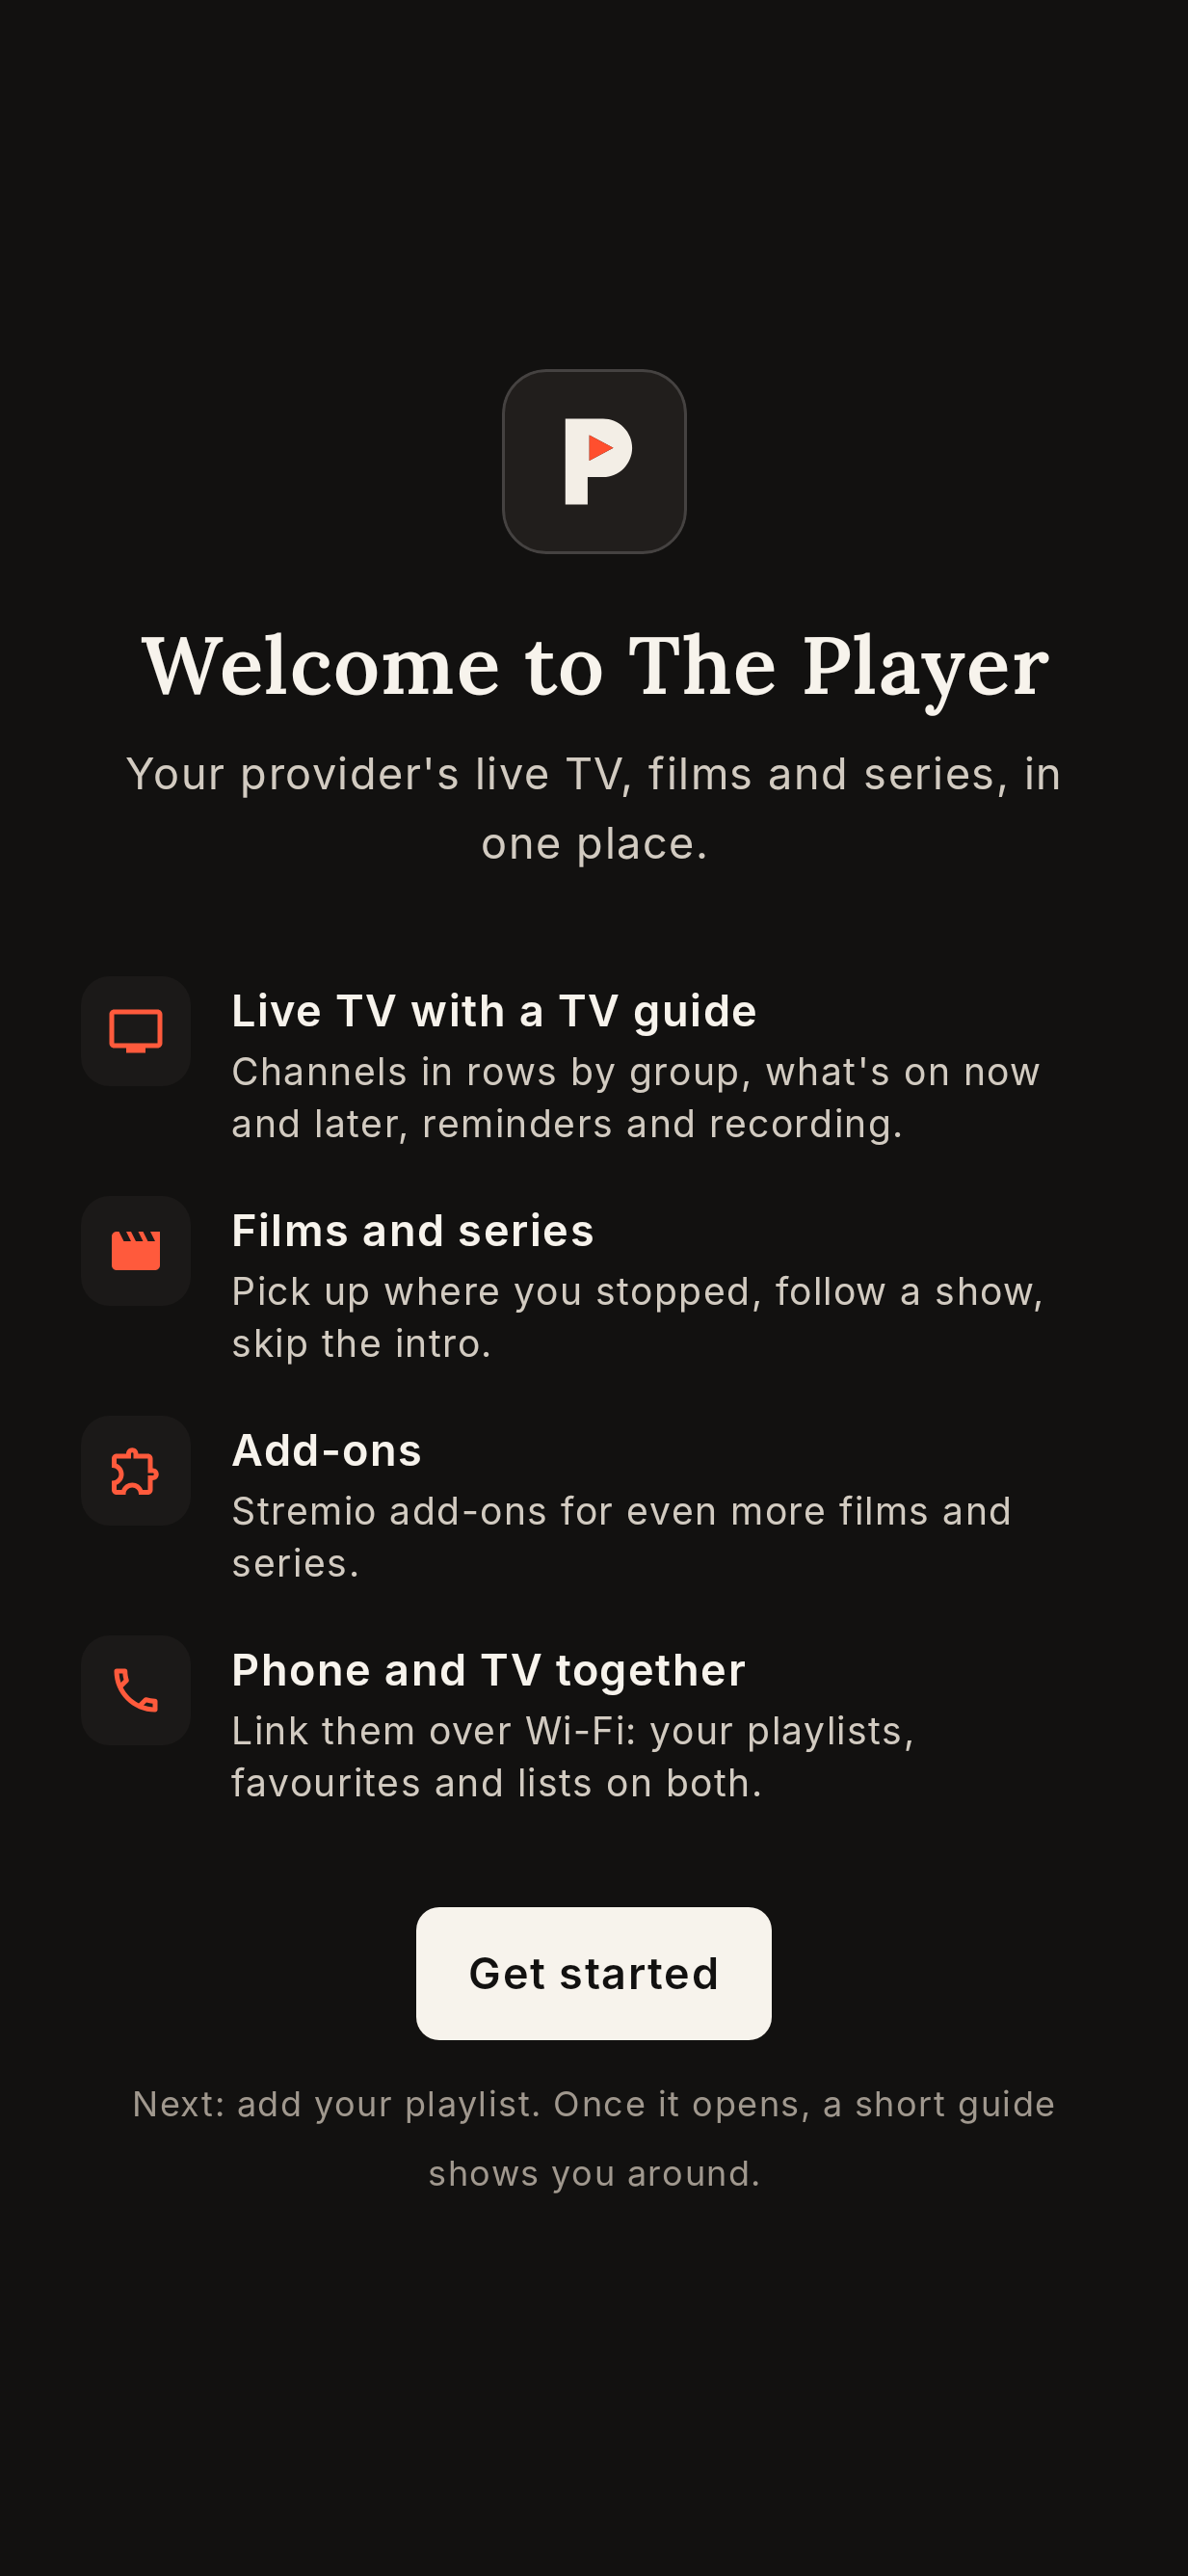 Welcome to The Player
Your provider's live TV, films and series, in
one place.
Live TV with a TV guide
Channels in rows by group, what's on now
and later, reminders and recording.
Films and series
Pick up where you stopped, follow a show,
skip the intro.
Add-ons
Stremio add-ons for even more films and
series.
Phone and TV together
Link them over Wi-Fi: your playlists,
favourites and lists on both.
Get started
Next: add your playlist. Once it opens, a short guide
shows you around.